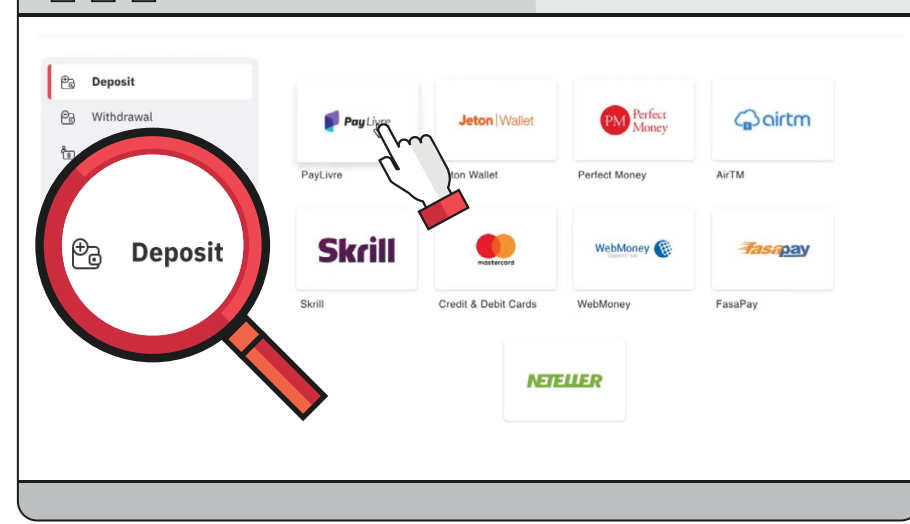 Deposit
Withdrawal
Deposit
PayLivre
Jeton Wallet
PM Perfect Money
airtm
PayLivre
ton Wallet
Perfect Money
AirTM
Skrill
mastercard
WebMoney
fasapay
Skrill
Credit & Debit Cards
WebMoney
FasaPay
NETELLER